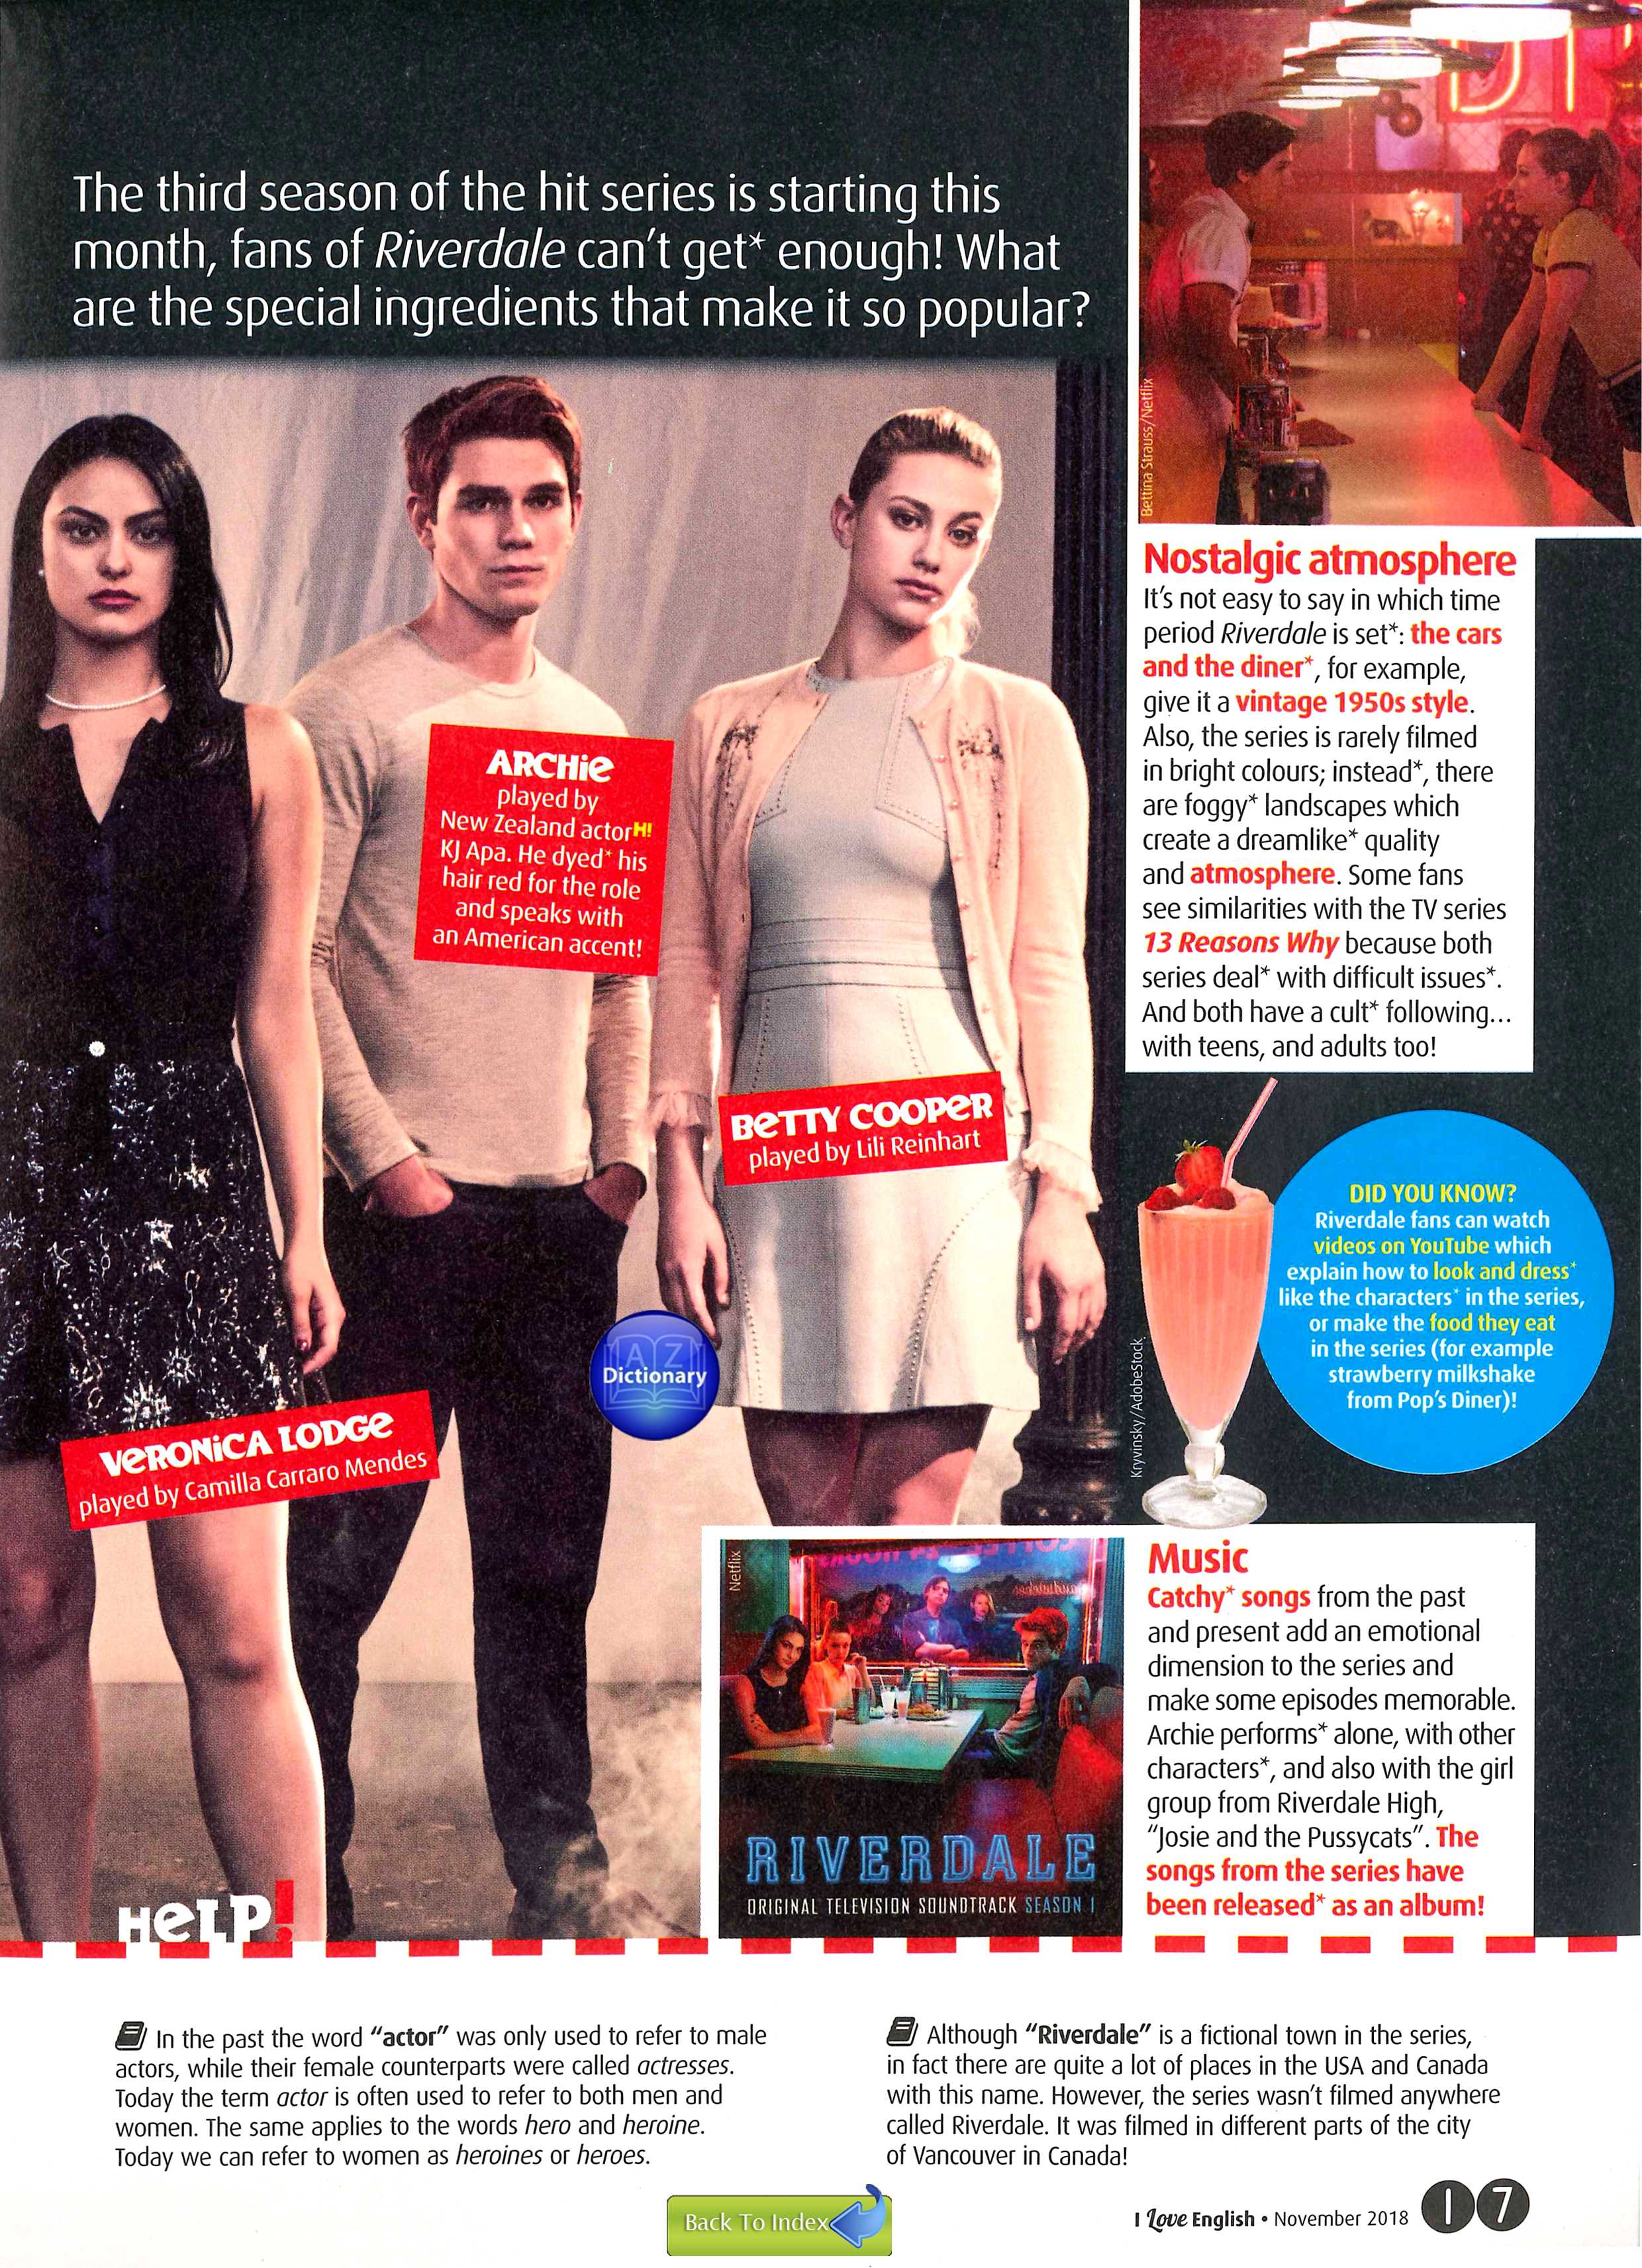 The third season of the hit series is starting this
month, fans of Riverdale can't get* enough! What
are the special ingredients that make it so popular?
Bettina Strauss/Netflix
ARCHie
played by
New Zealand actorH!
KJ Apa. He dyed* his
hair red for the role
and speaks with
an American accent!
BeTTY COOPeR
played by Lili Reinhart
VeRONiCA LODGe
played by Camilla Carraro Mendes
A Z
Dictionary
Nostalgic atmosphere
It's not easy to say in which time
period Riverdale is set*: the cars
and the diner*, for example,
give it a vintage 1950s style.
Also, the series is rarely filmed
in bright colours; instead*, there
are foggy* landscapes which
create a dreamlike* quality
and atmosphere. Some fans
see similarities with the TV series
13 Reasons Why because both
series deal* with difficult issues*.
And both have a cult* following...
with teens, and adults too!
Kryvinsky/AdobeStock
DID YOU KNOW?
Riverdale fans can watch
videos on YouTube which
explain how to look and dress*
like the characters* in the series,
or make the food they eat
in the series (for example
strawberry milkshake
from Pop's Diner)!
Netflix
RIVERDALE
ORIGINAL TELEVISION SOUNDTRACK SEASON 1
Music
Catchy* songs from the past
and present add an emotional
dimension to the series and
make some episodes memorable.
Archie performs* alone, with other
characters*, and also with the girl
group from Riverdale High,
"Josie and the Pussycats". The
songs from the series have
been released* as an album!
HeLP!
In the past the word "actor" was only used to refer to male
actors, while their female counterparts were called actresses.
Today the term actor is often used to refer to both men and
women. The same applies to the words hero and heroine.
Today we can refer to women as heroines or heroes.
Although "Riverdale" is a fictional town in the series,
in fact there are quite a lot of places in the USA and Canada
with this name. However, the series wasn't filmed anywhere
called Riverdale. It was filmed in different parts of the city
of Vancouver in Canada!
Back To Index
I Love English • November 2018 17